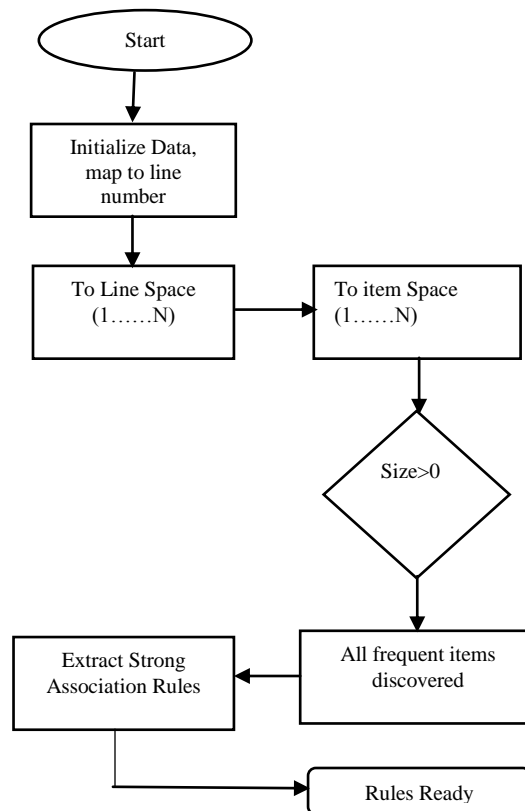 Start
Initialize Data,
map to line
number
To Line Space
(1……N)
To item Space
(1……N)
Size>0
All frequent items
discovered
Extract Strong
Association Rules
Rules Ready